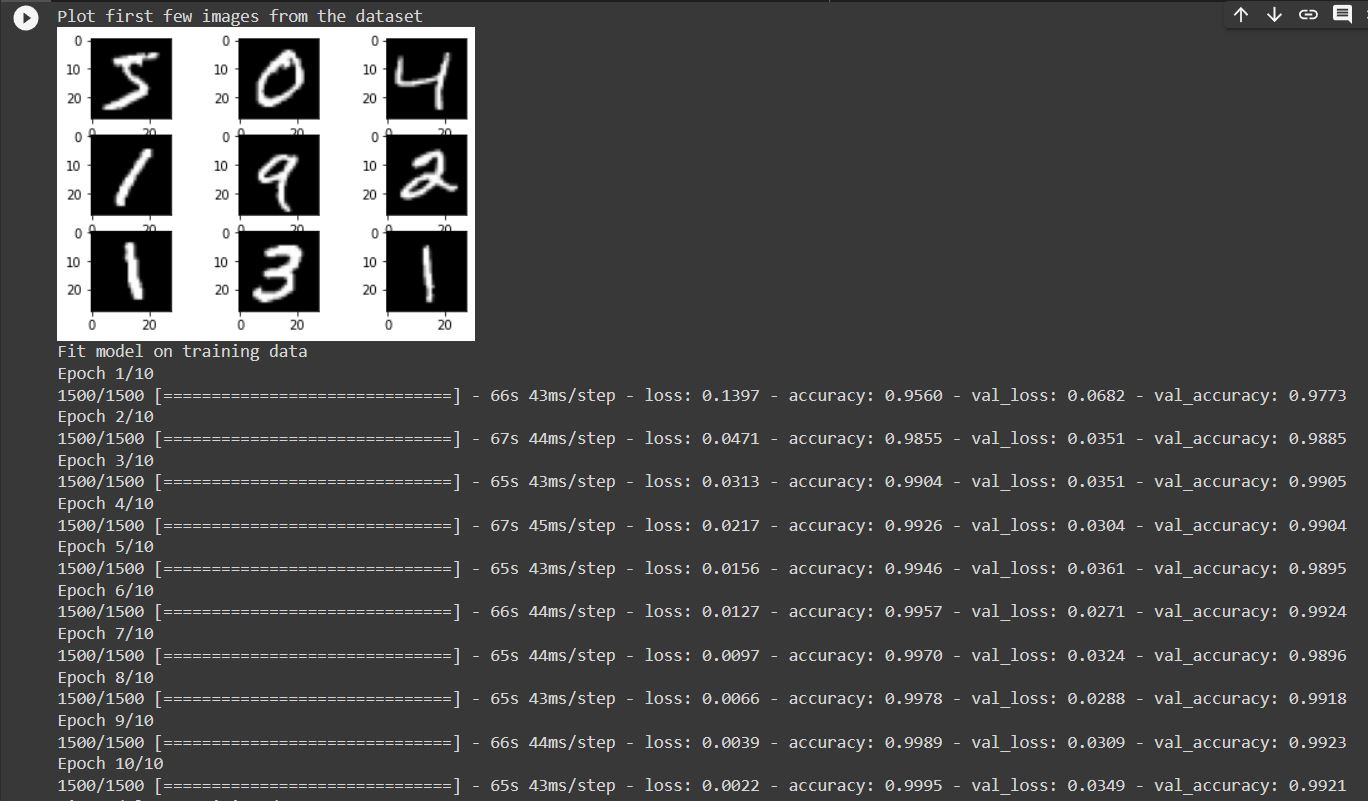 Plot first few images from the dataset
0 0 0
5 0 4
10 10 10
20 20 20
0 20 0 20 0 20
0 0 0
1 9 2
10 10 10
20 20 20
0 20 0 20 0 20
0 0 0
1 3 1
10 10 10
20 20 20
0 20 0 20 0 20
Fit model on training data
Epoch 1/10
1500/1500 [==============================] - 66s 43ms/step - loss: 0.1397 - accuracy: 0.9560 - val_loss: 0.0682 - val_accuracy: 0.9773
Epoch 2/10
1500/1500 [==============================] - 67s 44ms/step - loss: 0.0471 - accuracy: 0.9855 - val_loss: 0.0351 - val_accuracy: 0.9885
Epoch 3/10
1500/1500 [==============================] - 65s 43ms/step - loss: 0.0313 - accuracy: 0.9904 - val_loss: 0.0351 - val_accuracy: 0.9905
Epoch 4/10
1500/1500 [==============================] - 67s 45ms/step - loss: 0.0217 - accuracy: 0.9926 - val_loss: 0.0304 - val_accuracy: 0.9904
Epoch 5/10
1500/1500 [==============================] - 65s 43ms/step - loss: 0.0156 - accuracy: 0.9946 - val_loss: 0.0361 - val_accuracy: 0.9895
Epoch 6/10
1500/1500 [==============================] - 66s 44ms/step - loss: 0.0127 - accuracy: 0.9957 - val_loss: 0.0271 - val_accuracy: 0.9924
Epoch 7/10
1500/1500 [==============================] - 65s 44ms/step - loss: 0.0097 - accuracy: 0.9970 - val_loss: 0.0324 - val_accuracy: 0.9896
Epoch 8/10
1500/1500 [==============================] - 65s 43ms/step - loss: 0.0066 - accuracy: 0.9978 - val_loss: 0.0288 - val_accuracy: 0.9918
Epoch 9/10
1500/1500 [==============================] - 66s 44ms/step - loss: 0.0039 - accuracy: 0.9989 - val_loss: 0.0309 - val_accuracy: 0.9923
Epoch 10/10
1500/1500 [==============================] - 65s 43ms/step - loss: 0.0022 - accuracy: 0.9995 - val_loss: 0.0349 - val_accuracy: 0.9921